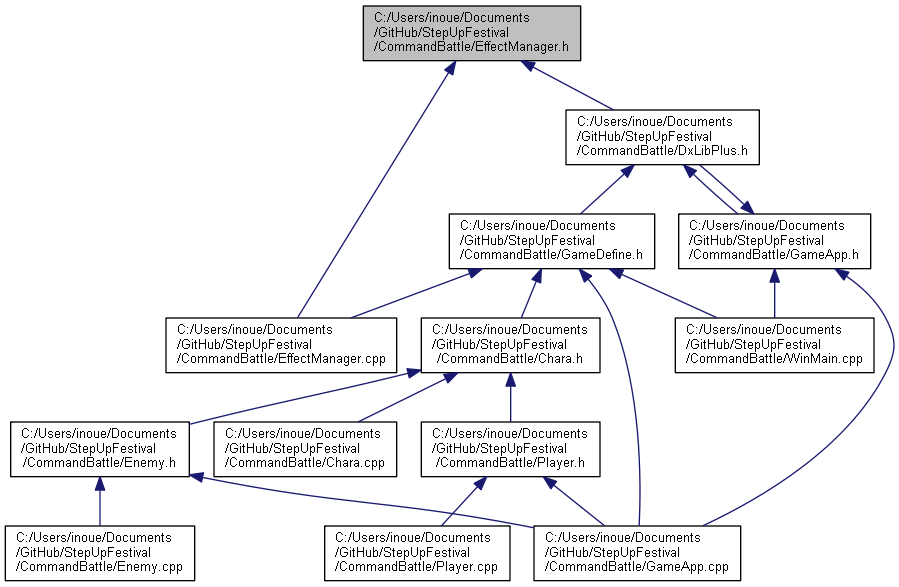 C:/Users/inoue/Documents
/GitHub/StepUpFestival
/CommandBattle/EffectManager.h
C:/Users/inoue/Documents
/GitHub/StepUpFestival
/CommandBattle/DxLibPlus.h
C:/Users/inoue/Documents
/GitHub/StepUpFestival
/CommandBattle/GameDefine.h
C:/Users/inoue/Documents
/GitHub/StepUpFestival
/CommandBattle/GameApp.h
C:/Users/inoue/Documents
/GitHub/StepUpFestival
/CommandBattle/EffectManager.cpp
C:/Users/inoue/Documents
/GitHub/StepUpFestival
/CommandBattle/Chara.h
C:/Users/inoue/Documents
/GitHub/StepUpFestival
/CommandBattle/WinMain.cpp
C:/Users/inoue/Documents
/GitHub/StepUpFestival
/CommandBattle/Enemy.h
C:/Users/inoue/Documents
/GitHub/StepUpFestival
/CommandBattle/Chara.cpp
C:/Users/inoue/Documents
/GitHub/StepUpFestival
/CommandBattle/Player.h
C:/Users/inoue/Documents
/GitHub/StepUpFestival
/CommandBattle/Enemy.cpp
C:/Users/inoue/Documents
/GitHub/StepUpFestival
/CommandBattle/Player.cpp
C:/Users/inoue/Documents
/GitHub/StepUpFestival
/CommandBattle/GameApp.cpp